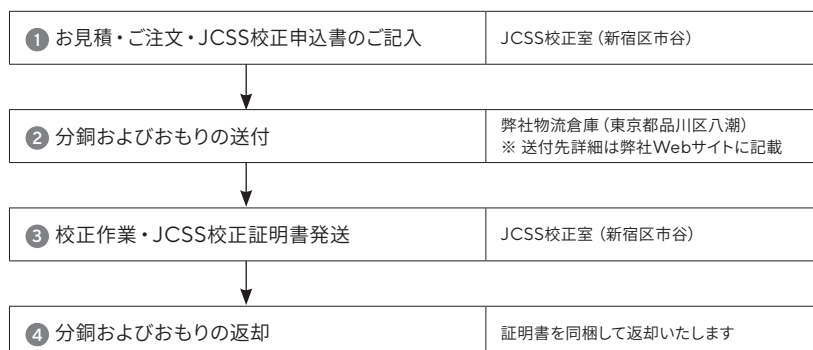 1 お見積・ご注文・JCSS校正申込書のご記入
JCSS校正室（新宿区市谷）
2 分銅およびおもりの送付
弊社物流倉庫（東京都品川区八潮）
※ 送付先詳細は弊社Webサイトに記載
3 校正作業・JCSS校正証明書発送
JCSS校正室（新宿区市谷）
4 分銅およびおもりの返却
証明書を同梱して返却いたします